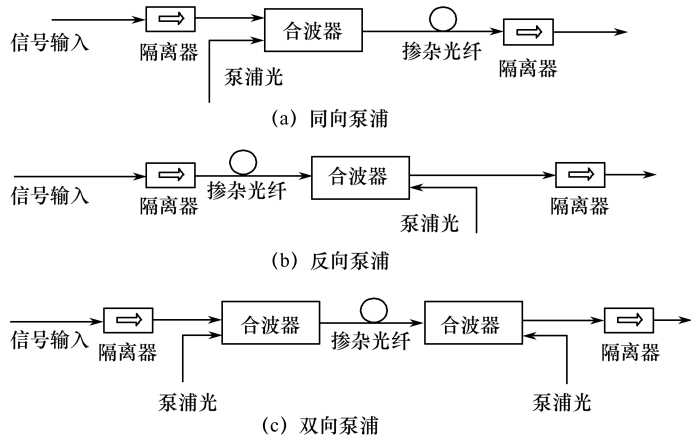 信号输入
隔离器
合波器
泵浦光
掺杂光纤
隔离器
（a）同向泵浦
信号输入
隔离器
掺杂光纤
合波器
泵浦光
隔离器
（b）反向泵浦
信号输入
隔离器
合波器
泵浦光
掺杂光纤
合波器
泵浦光
隔离器
（c）双向泵浦